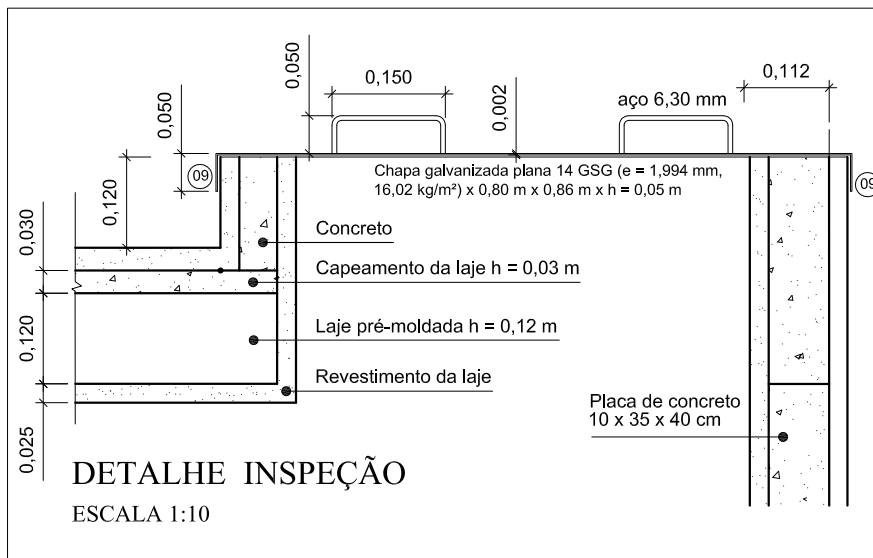 0,050
0,150
0,002
aço 6,30 mm
0,112
0,050
09
09
Chapa galvanizada plana 14 GSG (e = 1,994 mm,
16,02 kg/m²) x 0,80 m x 0,86 m x h = 0,05 m
0,120
0,030
Concreto
Capeamento da laje h = 0,03 m
0,120
Laje pré-moldada h = 0,12 m
Revestimento da laje
Placa de concreto
10 x 35 x 40 cm
0,025
DETALHE INSPEÇÃO
ESCALA 1:10